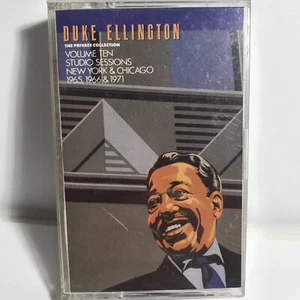 DUKE ELLINGTON
THE PRIVATE COLLECTION
VOLUME TEN
STUDIO SESSIONS
NEW YORK & CHICAGO
1965, 1966 & 1971